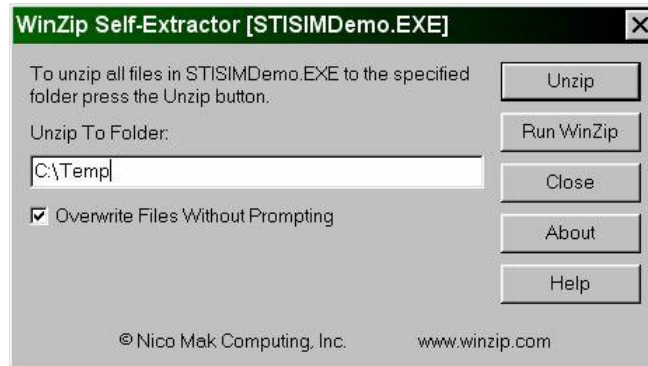 WinZip Self-Extractor [STISIMDemo.EXE]
To unzip all files in STISIMDemo.EXE to the specified
folder press the Unzip button.
Unzip To Folder:
C:\Temp
Overwrite Files Without Prompting
Unzip
Run WinZip
Close
About
Help
© Nico Mak Computing, Inc. www.winzip.com